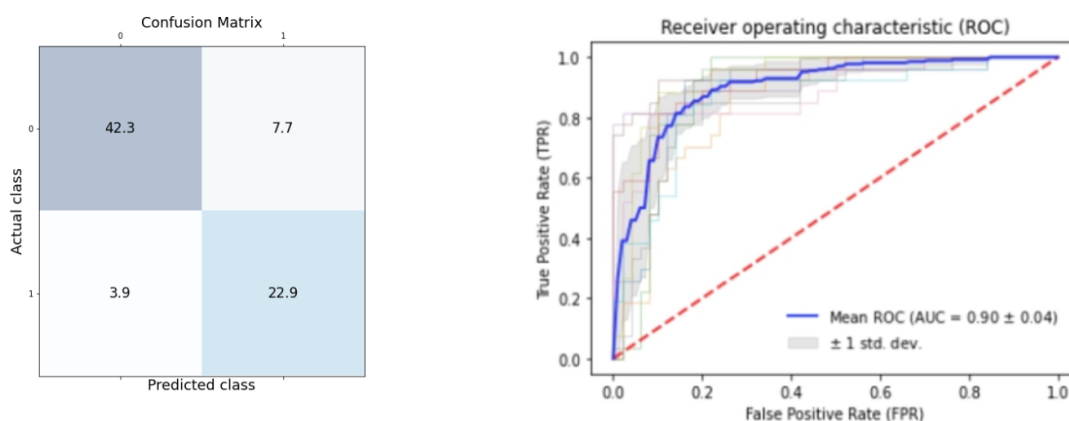 Confusion Matrix
0 1
0 42.3 7.7
1 3.9 22.9
Actual class
Predicted class
Receiver operating characteristic (ROC)
1.0
0.8
0.6
0.4
0.2
0.0
True Positive Rate (TPR)
Mean ROC (AUC = 0.90 ± 0.04)
± 1 std. dev.
0.0 0.2 0.4 0.6 0.8 1.0
False Positive Rate (FPR)